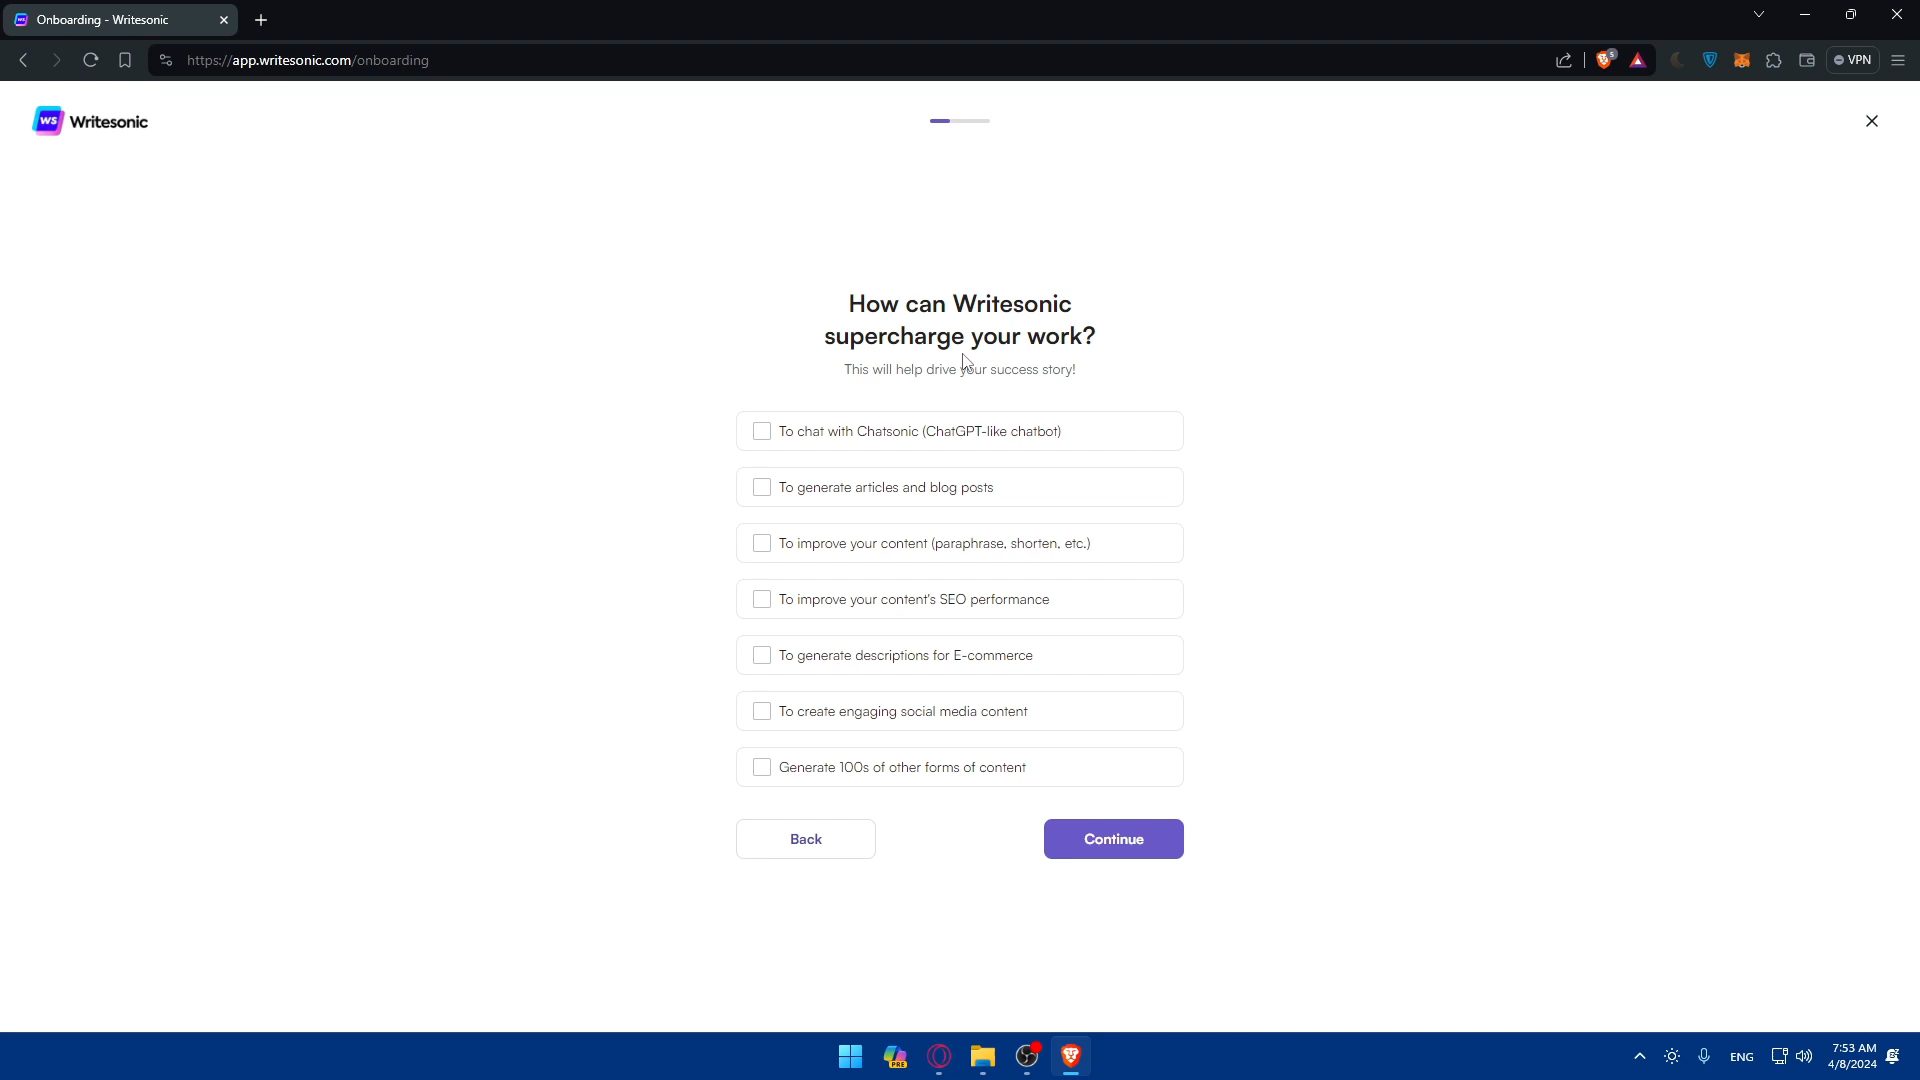 Onboarding - Writesonic
https://app.writesonic.com/onboarding
5
VPN
WS Writesonic
How can Writesonic
supercharge your work?
This will help drive your success story!
To chat with Chatsonic (ChatGPT-like chatbot)
To generate articles and blog posts
To improve your content (paraphrase, shorten, etc.)
To improve your content's SEO performance
To generate descriptions for E-commerce
To create engaging social media content
Generate 100s of other forms of content
Back
Continue
PRE
ENG
7:53 AM
4/8/2024